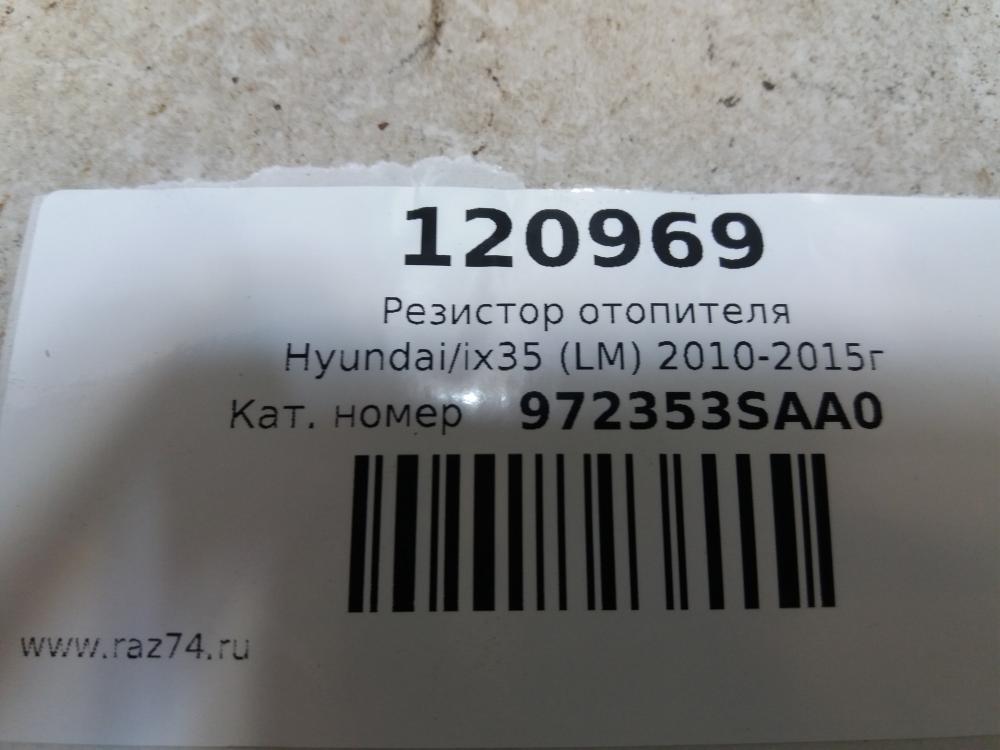 120969
Резистор отопителя
Hyundai/ix35 (LM) 2010-2015г
Кат. номер 972353SAA0
www.raz74.ru